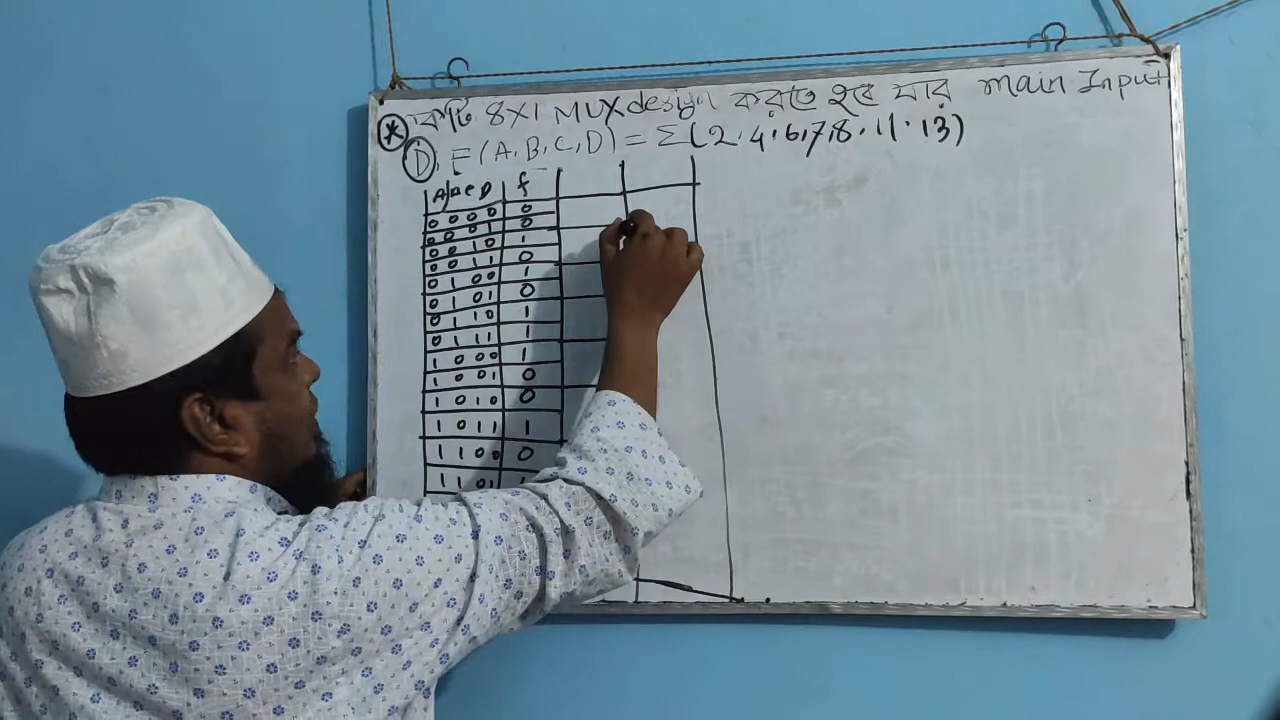 একটি 8X1 MUX design করতে হবে যার main Input
D. F(A, B, C, D) = Σ(2, 4, 6, 7, 8, 11, 13)
A B C D f
0 0 0 0 0
0 0 0 1 0
0 0 1 0 1
0 0 1 1 0
0 1 0 0 1
0 1 0 1 0
0 1 1 0 1
0 1 1 1 1
1 0 0 0 1
1 0 0 1 0
1 0 1 0 0
1 0 1 1 1
1 1 0 0 0
1 1 0 1